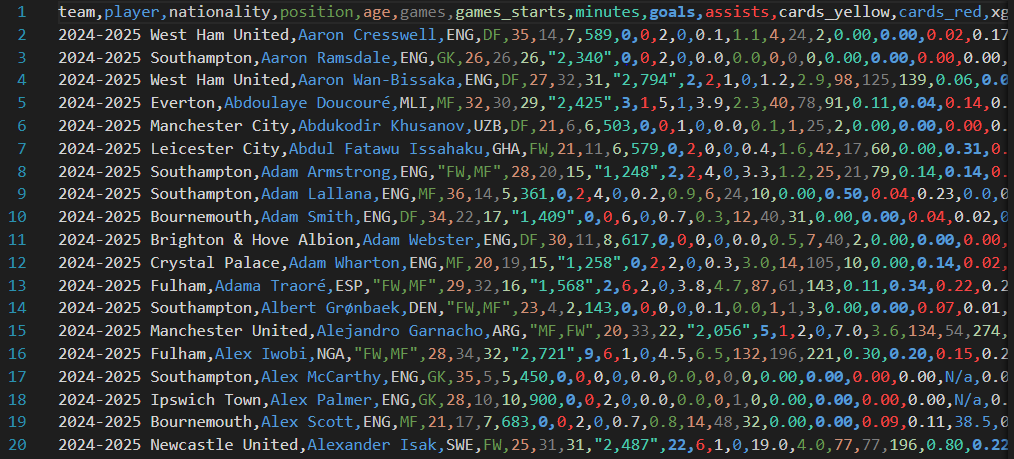 1 team,player,nationality,position,age,games,games_starts,minutes,goals,assists,cards_yellow,cards_red,xg
2 2024-2025 West Ham United,Aaron Cresswell,ENG,DF,35,14,7,589,0,0,2,0,0.1,1.1,4,24,2,0.00,0.00,0.02,0.17
3 2024-2025 Southampton,Aaron Ramsdale,ENG,GK,26,26,26,"2,340",0,0,2,0,0.0,0.0,0,0,0,0.00,0.00,0.00,0.00,
4 2024-2025 West Ham United,Aaron Wan-Bissaka,ENG,DF,27,32,31,"2,794",2,2,1,0,1.2,2.9,98,125,139,0.06,0.0
5 2024-2025 Everton,Abdoulaye Doucouré,MLI,MF,32,30,29,"2,425",3,1,5,1,3.9,2.3,40,78,91,0.11,0.04,0.14,0.
6 2024-2025 Manchester City,Abdukodir Khusanov,UZB,DF,21,6,6,503,0,0,1,0,0.0,0.1,1,25,2,0.00,0.00,0.00,0.
7 2024-2025 Leicester City,Abdul Fatawu Issahaku,GHA,FW,21,11,6,579,0,2,0,0,0.4,1.6,42,17,60,0.00,0.31,0.
8 2024-2025 Southampton,Adam Armstrong,ENG,"FW,MF",28,20,15,"1,248",2,2,4,0,3.3,1.2,25,21,79,0.14,0.14,0.
9 2024-2025 Southampton,Adam Lallana,ENG,MF,36,14,5,361,0,2,4,0,0.2,0.9,6,24,10,0.00,0.50,0.04,0.23,0.0,0
10 2024-2025 Bournemouth,Adam Smith,ENG,DF,34,22,17,"1,409",0,0,6,0,0.7,0.3,12,40,31,0.00,0.00,0.04,0.02,0
11 2024-2025 Brighton & Hove Albion,Adam Webster,ENG,DF,30,11,8,617,0,0,0,0,0.0,0.5,7,40,2,0.00,0.00,0.00,
12 2024-2025 Crystal Palace,Adam Wharton,ENG,MF,20,19,15,"1,258",0,2,2,0,0.3,3.0,14,105,10,0.00,0.14,0.02,
13 2024-2025 Fulham,Adama Traoré,ESP,"FW,MF",29,32,16,"1,568",2,6,2,0,3.8,4.7,87,61,143,0.11,0.34,0.22,0.2
14 2024-2025 Southampton,Albert Grønbaek,DEN,"FW,MF",23,4,2,143,0,0,0,0,0.1,0.0,1,1,3,0.00,0.00,0.07,0.01,
15 2024-2025 Manchester United,Alejandro Garnacho,ARG,"MF,FW",20,33,22,"2,056",5,1,2,0,7.0,3.6,134,54,274,
16 2024-2025 Fulham,Alex Iwobi,NGA,"FW,MF",28,34,32,"2,721",9,6,1,0,4.5,6.5,132,196,221,0.30,0.20,0.15,0.2
17 2024-2025 Southampton,Alex McCarthy,ENG,GK,35,5,5,450,0,0,0,0,0.0,0.0,0,0,0,0.00,0.00,0.00,0.00,N/a,0.0
18 2024-2025 Ipswich Town,Alex Palmer,ENG,GK,28,10,10,900,0,0,2,0,0.0,0.0,0,1,0,0.00,0.00,0.00,0.00,N/a,0.
19 2024-2025 Bournemouth,Alex Scott,ENG,MF,21,17,7,683,0,0,2,0,0.7,0.8,14,48,32,0.00,0.00,0.09,0.11,38.5,0
20 2024-2025 Newcastle United,Alexander Isak,SWE,FW,25,31,31,"2,487",22,6,1,0,19.0,4.0,77,77,196,0.80,0.22